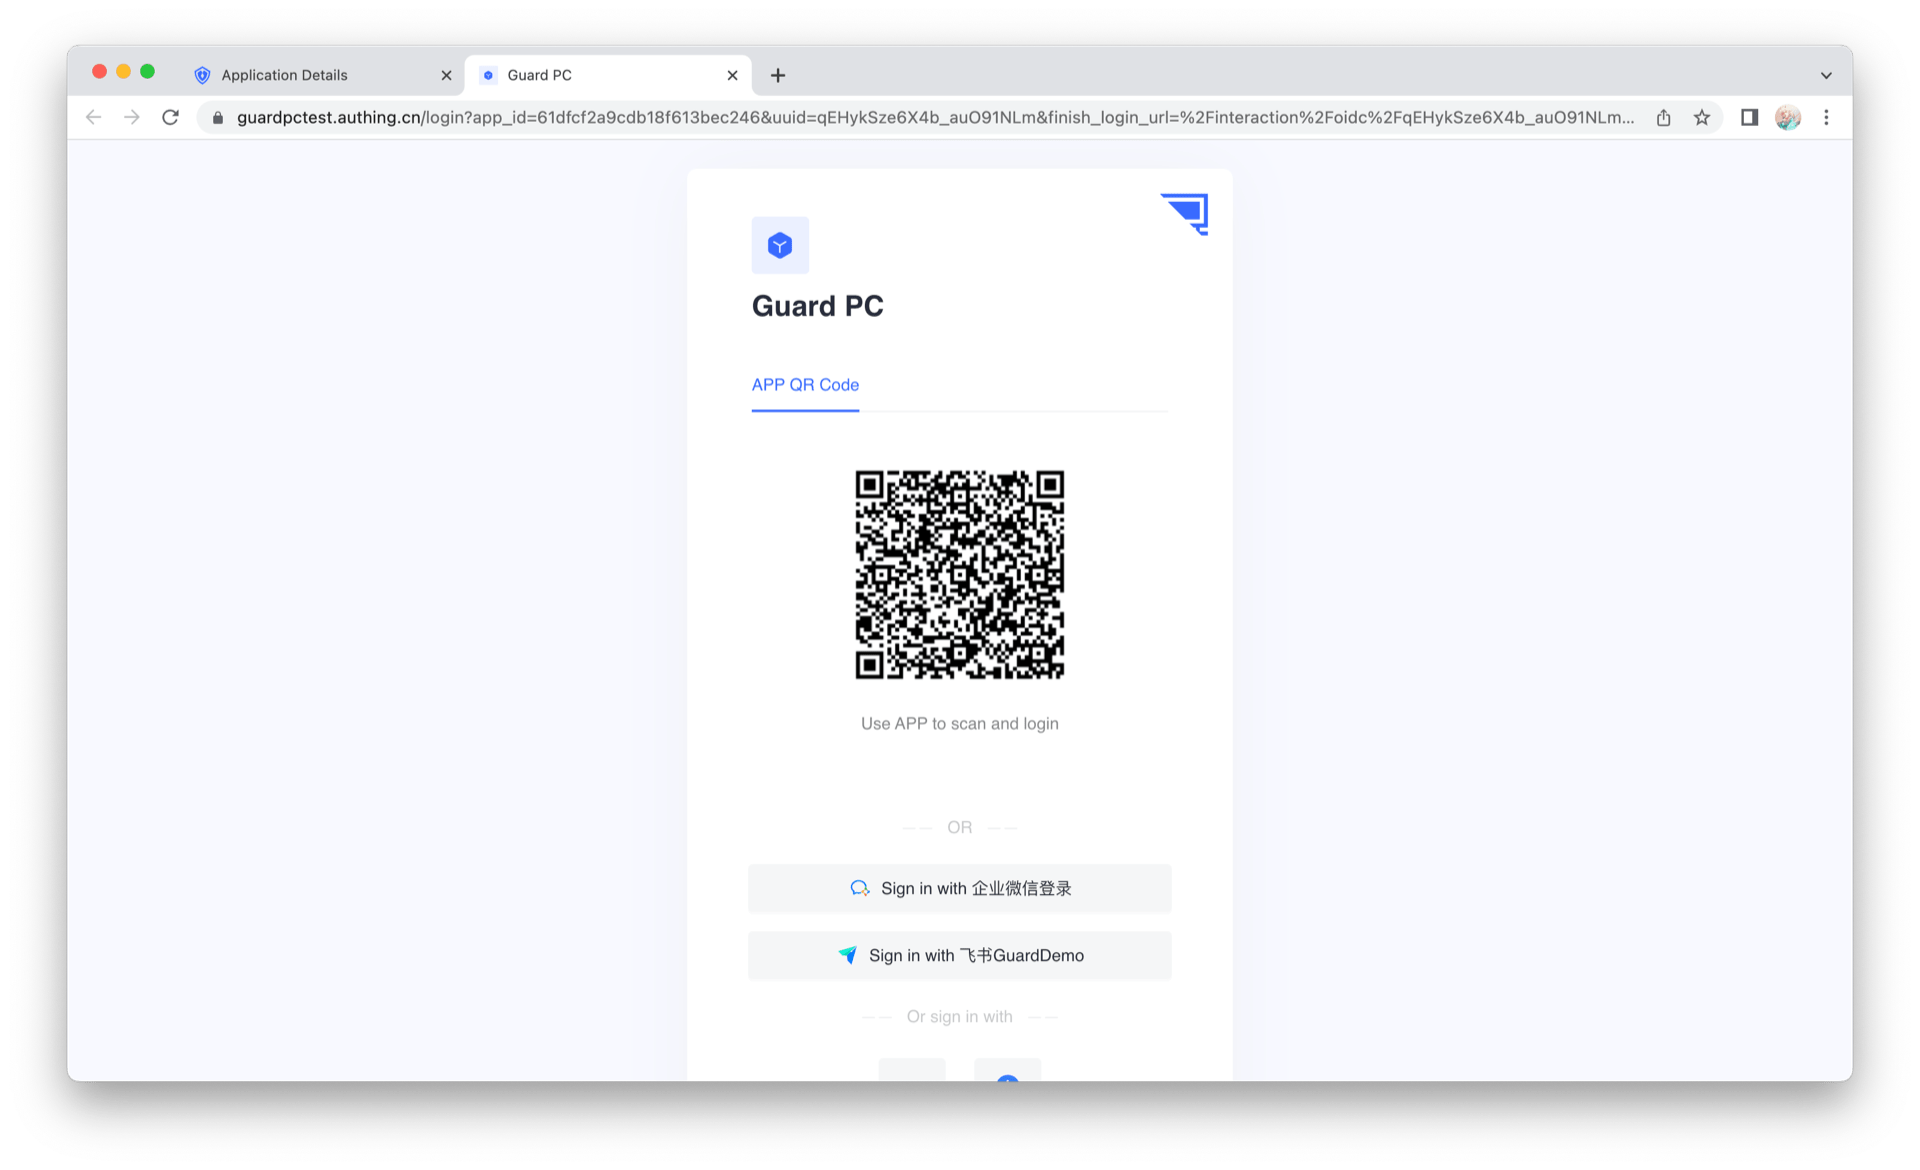 Application Details
Guard PC
guardpctest.authing.cn/login?app_id=61dfcf2a9cdb18f613bec246&uuid=qEHykSze6X4b_auO91NLm&finish_login_url=%2Finteraction%2Foidc%2FqEHykSze6X4b_auO91NLm...
Guard PC
APP QR Code
Use APP to scan and login
OR
Sign in with 企业微信登录
Sign in with 飞书GuardDemo
Or sign in with